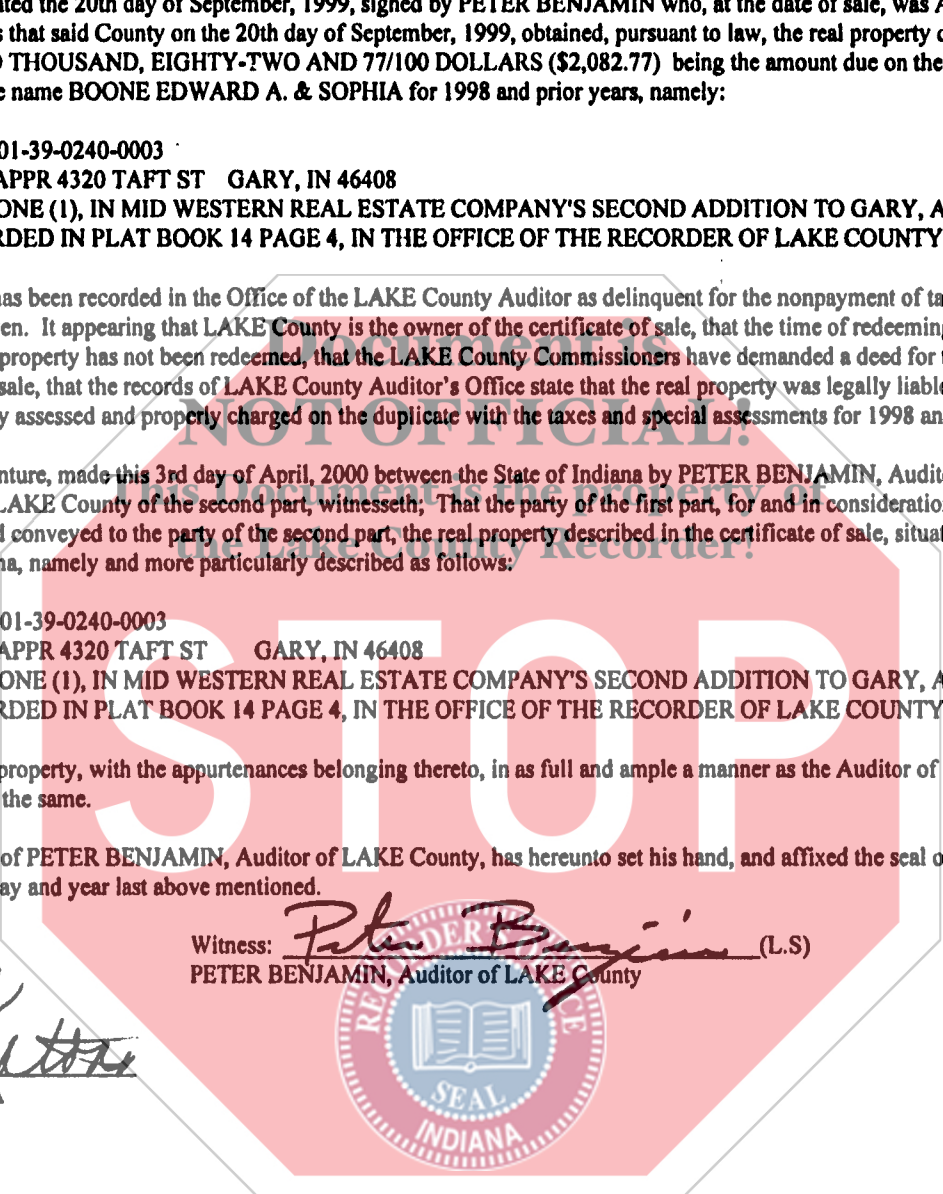 ted the 20th day of September, 1999, signed by PETER BENJAMIN who, at the date of sale, was A
s that said County on the 20th day of September, 1999, obtained, pursuant to law, the real property
THOUSAND, EIGHTY-TWO AND 77/100 DOLLARS ($2,082.77) being the amount due on the
e name BOONE EDWARD A. & SOPHIA for 1998 and prior years, namely:
01-39-0240-0003
APPR 4320 TAFT ST GARY, IN 46408
ONE (1), IN MID WESTERN REAL ESTATE COMPANY'S SECOND ADDITION TO GARY, A
RDED IN PLAT BOOK 14 PAGE 4, IN THE OFFICE OF THE RECORDER OF LAKE COUNTY
has been recorded in the Office of the LAKE County Auditor as delinquent for the nonpayment of ta
en. It appearing that LAKE County is the owner of the certificate of sale, that the time of redeeming
property has not been redeemed, that the LAKE County Commissioners have demanded a deed for
sale, that the records of LAKE County Auditor's Office state that the real property was legally liable
y assessed and properly charged on the duplicate with the taxes and special assessments for 1998 an
Document is
NOT OFFICIAL!
This Document is the property of
the Lake County Recorder!
nture, made this 3rd day of April, 2000 between the State of Indiana by PETER BENJAMIN, Audit
LAKE County of the second part, witnesseth; That the party of the first part, for and in consideration
d conveyed to the party of the second part, the real property described in the certificate of sale, situat
na, namely and more particularly described as follows:
01-39-0240-0003
APPR 4320 TAFT ST GARY, IN 46408
ONE (1), IN MID WESTERN REAL ESTATE COMPANY'S SECOND ADDITION TO GARY, A
RDED IN PLAT BOOK 14 PAGE 4, IN THE OFFICE OF THE RECORDER OF LAKE COUNTY
STOP
property, with the appurtenances belonging thereto, in as full and ample a manner as the Auditor of
the same.
of PETER BENJAMIN, Auditor of LAKE County, has hereunto set his hand, and affixed the seal o
ay and year last above mentioned.
Witness: Peter Benjamin (L.S)
PETER BENJAMIN, Auditor of LAKE County
RECORDER'S OFFICE
SEAL
INDIANA